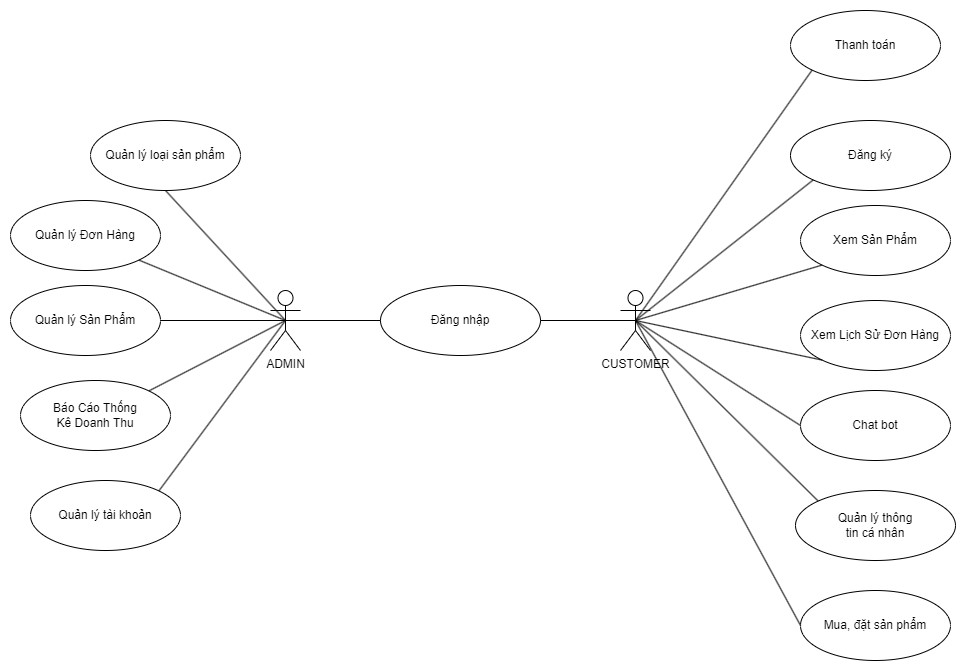 Thanh toán
Quản lý loại sản phẩm
Đăng ký
Quản lý Đơn Hàng
Xem Sản Phẩm
Quản lý Sản Phẩm
Đăng nhập
Xem Lịch Sử Đơn Hàng
ADMIN
CUSTOMER
Báo Cáo Thống
Kê Doanh Thu
Chat bot
Quản lý tài khoản
Quản lý thông
tin cá nhân
Mua, đặt sản phẩm